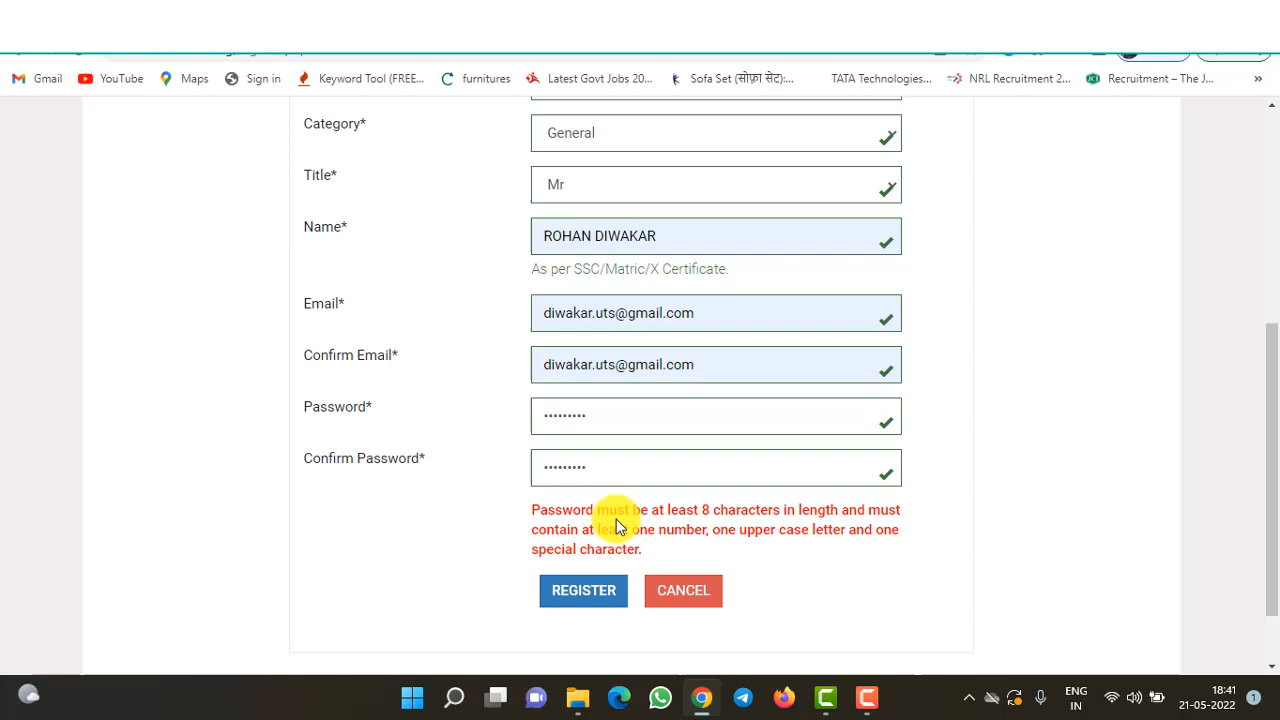 Gmail YouTube Maps Sign in Keyword Tool (FREE... furnitures Latest Govt Jobs 20... Sofa Set (सोफ़ा सेट):... TATA Technologies... NRL Recruitment 2... Recruitment – The J... »
Category* General
Title* Mr
Name* ROHAN DIWAKAR
As per SSC/Matric/X Certificate.
Email* diwakar.uts@gmail.com
Confirm Email* diwakar.uts@gmail.com
Password* •••••••••
Confirm Password* •••••••••
Password must be at least 8 characters in length and must
contain at least one number, one upper case letter and one
special character.
REGISTER CANCEL
ENG 18:41
IN 21-05-2022 1